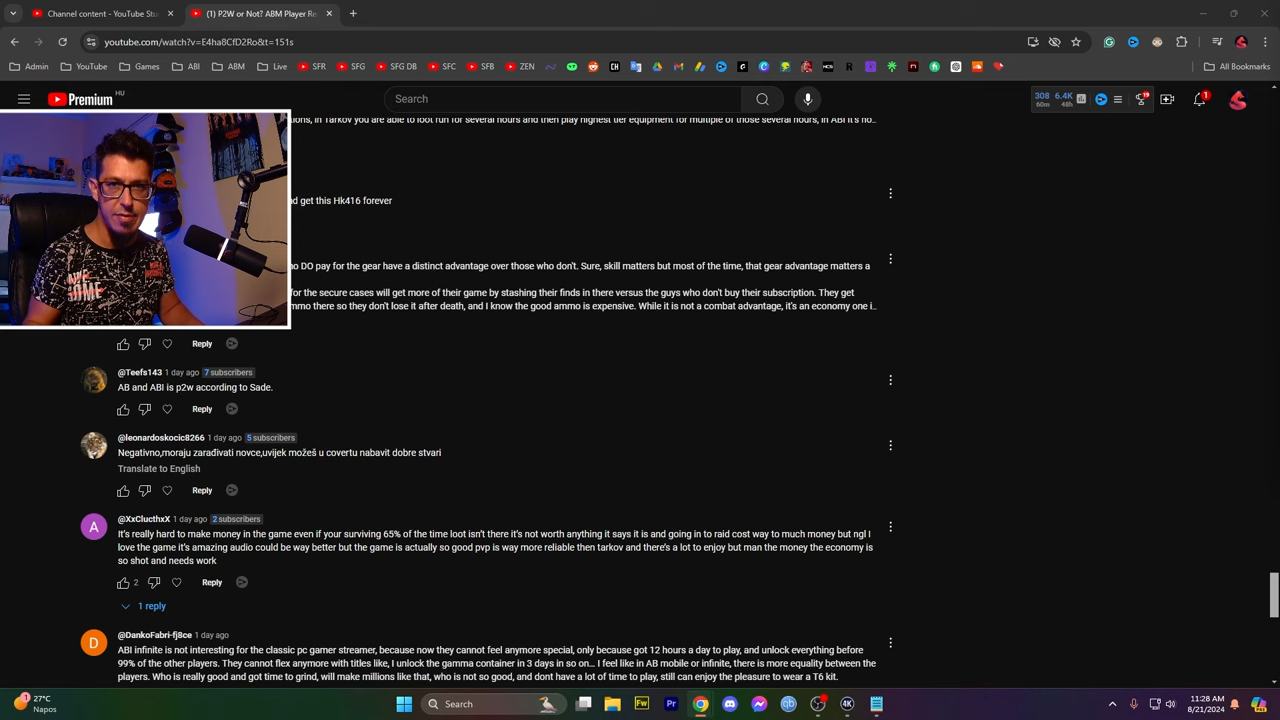 Channel content - YouTube Stu
(1) P2W or Not? ABM Player Re
youtube.com/watch?v=E4ha8CfD2Ro&t=151s
Admin YouTube Games ABI ABM Live SFR SFG SFG DB SFC SFB ZEN All Bookmarks
Premium HU
Search
308 6.4K
60m 48h
19
1
tions, in Tarkov you are able to loot run for several hours and then play highest tier equipment for multiple of those several hours, in ABI it's no...
get this Hk416 forever
DO pay for the gear have a distinct advantage over those who don't. Sure, skill matters but most of the time, that gear advantage matters a
for the secure cases will get more of their game by stashing their finds in there versus the guys who don't buy their subscription. They get
ammo there so they don't lose it after death, and I know the good ammo is expensive. While it is not a combat advantage, it's an economy one i...
Reply
@Teefs143 1 day ago 7 subscribers
AB and ABI is p2w according to Sade.
Reply
@leonardoskocic8266 1 day ago 5 subscribers
Negativno,moraju zarađivati novce,uvijek možeš u covertu nabavit dobre stvari
Translate to English
Reply
@XxClucthxX 1 day ago 2 subscribers
It's really hard to make money in the game even if your surviving 65% of the time loot isn't there it's not worth anything it says it is and going in to raid cost way to much money but ngl I
love the game it's amazing audio could be way better but the game is actually so good pvp is way more reliable then tarkov and there's a lot to enjoy but man the money the economy is
so shot and needs work
2 Reply
1 reply
@DankoFabri-fj8ce 1 day ago
ABI infinite is not interesting for the classic pc gamer streamer, because now they cannot feel anymore special, only because got 12 hours a day to play, and unlock everything before
99% of the other players. They cannot flex anymore with titles like, I unlock the gamma container in 3 days in so on... I feel like in AB mobile or infinite, there is more equality between the
players. Who is really good and got time to grind, will make millions like that, who is not so good, and dont have a lot of time to play, still can enjoy the pleasure to wear a T6 kit.
27°C
Napos
Search
11:28 AM
8/21/2024